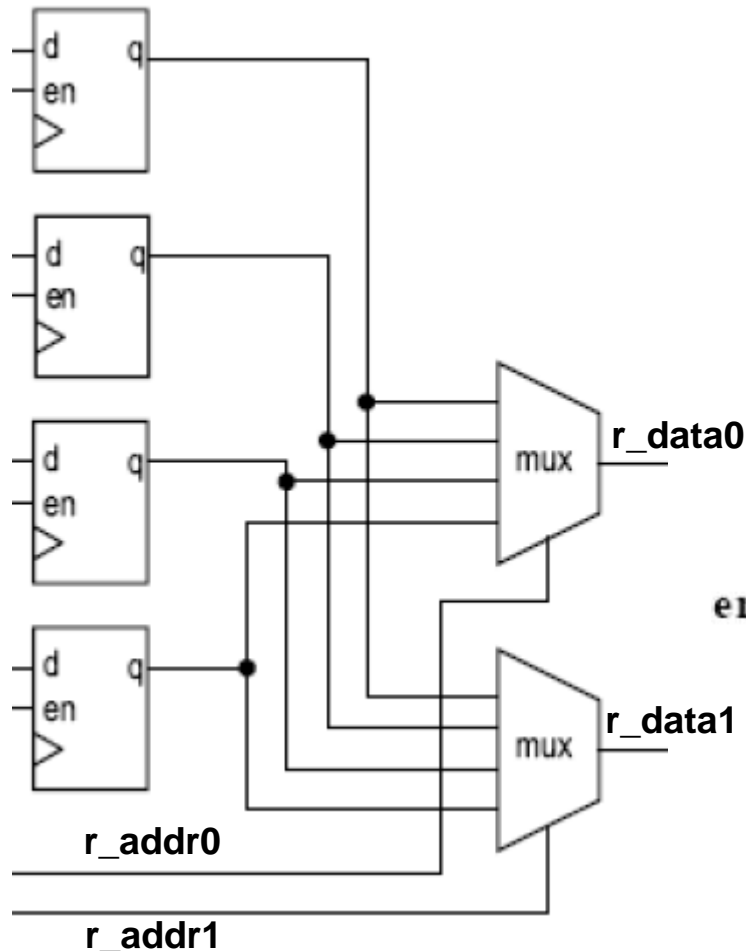 d q
en
d q
en
d q
en
d q
en
mux
r_data0
mux
r_data1
r_addr0
r_addr1